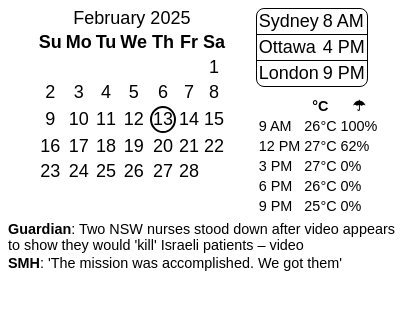 February 2025
Su Mo Tu We Th Fr Sa
1
2 3 4 5 6 7 8
9 10 11 12 13 14 15
16 17 18 19 20 21 22
23 24 25 26 27 28
Sydney 8 AM
Ottawa 4 PM
London 9 PM
°C ☂
9 AM 26°C 100%
12 PM 27°C 62%
3 PM 27°C 0%
6 PM 26°C 0%
9 PM 25°C 0%
Guardian: Two NSW nurses stood down after video appears
to show they would 'kill' Israeli patients – video
SMH: 'The mission was accomplished. We got them'